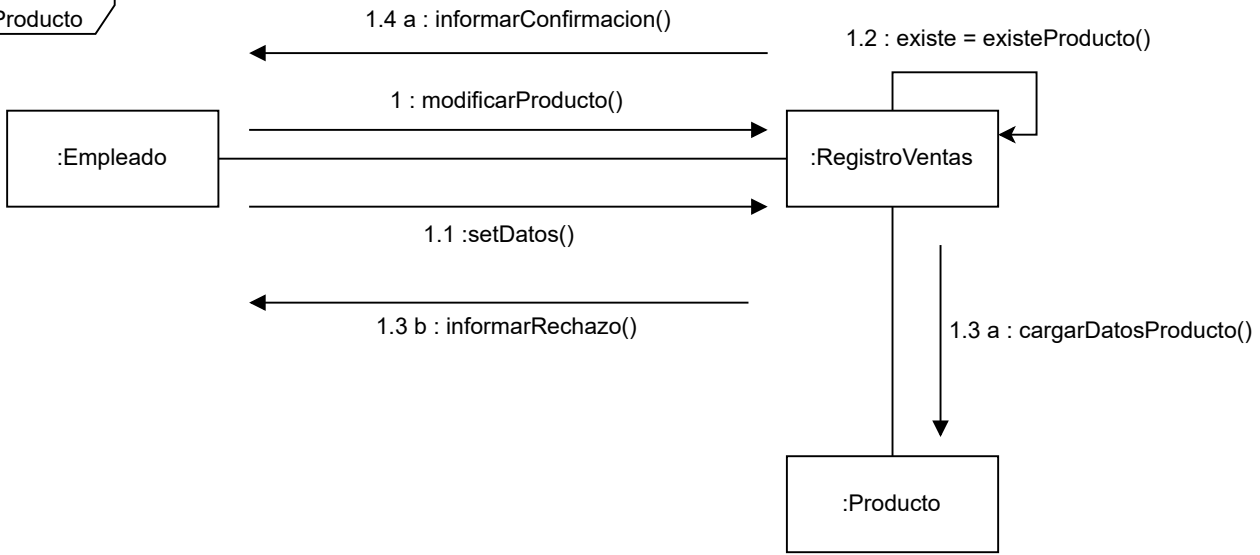 Producto
1.4 a : informarConfirmacion()
1.2 : existe = existeProducto()
1 : modificarProducto()
:Empleado
:RegistroVentas
1.1 :setDatos()
1.3 b : informarRechazo()
1.3 a : cargarDatosProducto()
:Producto